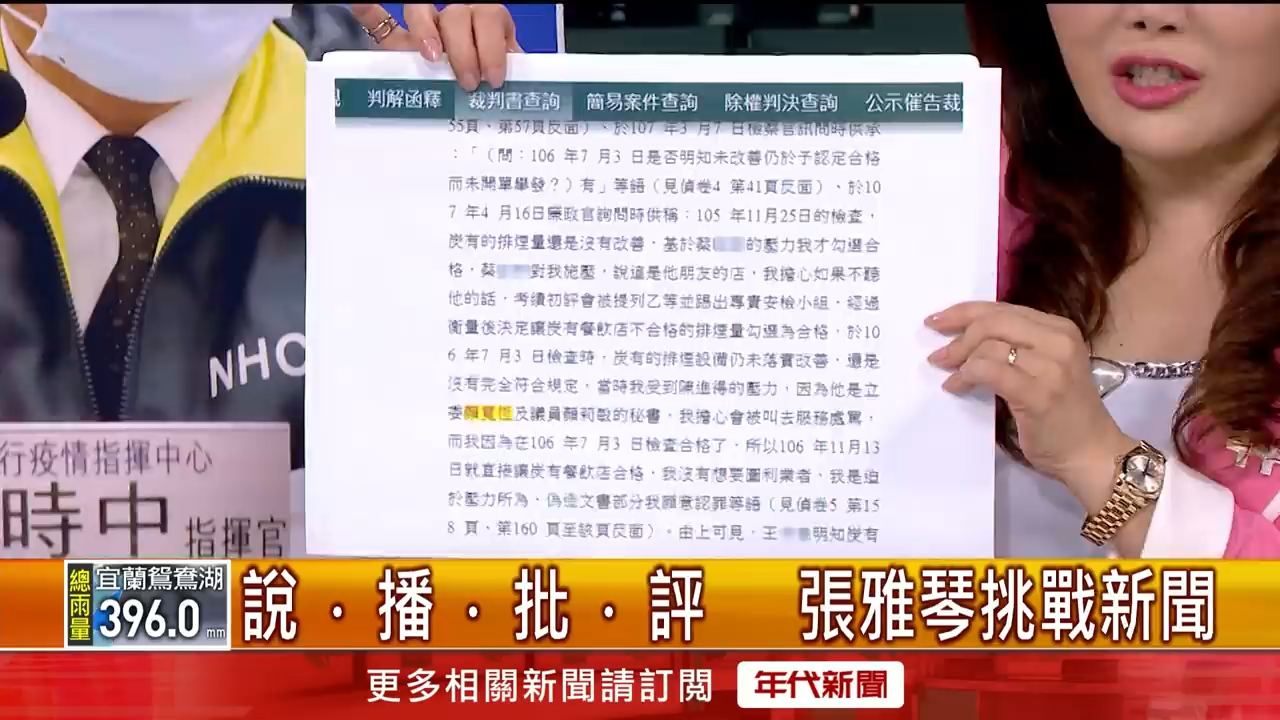 判解函釋 裁判書查詢 簡易案件查詢 除權判決查詢 公示催告裁
55頁、第57頁反面）、於107 年3 月7 日檢察官訊問時供承
：「（問：106 年7 月3 日是否明知未改善仍於予認定合格
而未開單舉發？）有」等語（見偵卷4 第41頁反面）、於10
7 年4 月16日廉政官詢問時供稱：105 年11月25日的檢查，
炭有的排煙量還是沒有改善，基於蔡 的壓力我才勾選合
格，蔡 對我施壓，說這是他朋友的店，我擔心如果不聽
他的話，考績初評會被提列乙等並踢出專責安檢小組，經過
衡量後決定讓炭有餐飲店不合格的排煙量勾選為合格，於10
6 年7 月3 日檢查時，炭有的排煙設備仍未落實改善，還是
沒有完全符合規定，當時我受到陳進得的壓力，因為他是立
委顏寬恒及議員顏莉敏的秘書，我擔心會被叫去服務處罵，
而我因為在106 年7 月3 日檢查合格了，所以106 年11月13
日就直接讓炭有餐飲店合格，我沒有想要圖利業者，我是迫
於壓力所為，偽造文書部分我願意認罪等語（見偵卷5 第15
8 頁、第160 頁至該頁反面）。由上可見，王 明知炭有
NHC
行疫情指揮中心
時中 指揮官
總雨量 宜蘭鴛鴦湖
396.0 mm
說．播．批．評 張雅琴挑戰新聞
更多相關新聞請訂閱 年代新聞